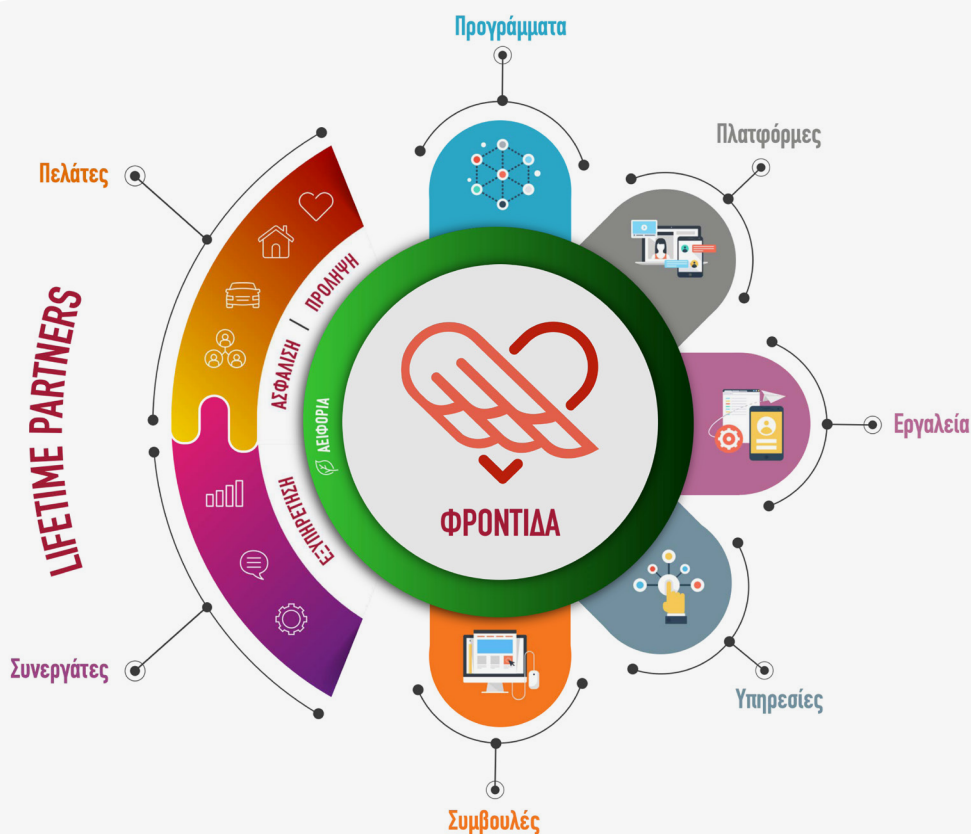 Προγράμματα
Πλατφόρμες
Πελάτες
LIFETIME PARTNERS
ΑΣΦΑΛΙΣΗ / ΠΡΟΛΗΨΗ
ΑΕΙΦΟΡΙΑ
ΕΞΥΠΗΡΕΤΗΣΗ
ΦΡΟΝΤΙΔΑ
Εργαλεία
Συνεργάτες
Υπηρεσίες
Συμβουλές